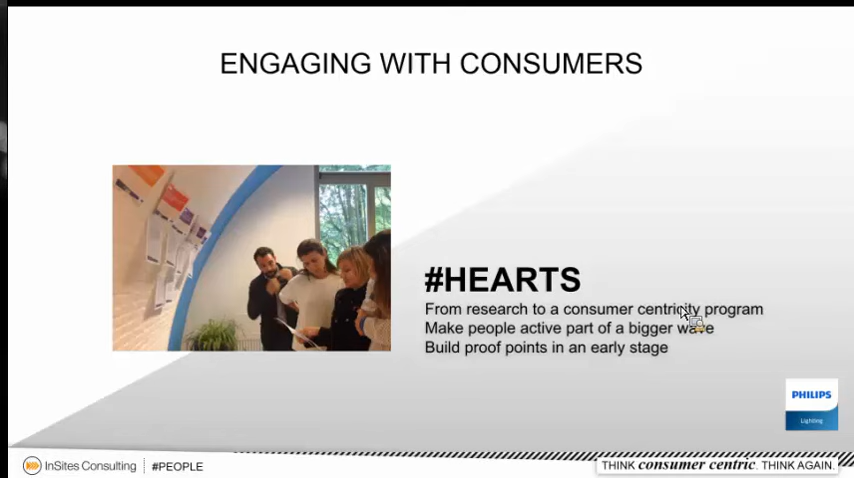 ENGAGING WITH CONSUMERS
#HEARTS
From research to a consumer centricity program
Make people active part of a bigger wave
Build proof points in an early stage
PHILIPS
Lighting
InSites Consulting
#PEOPLE
THINK consumer centric. THINK AGAIN.